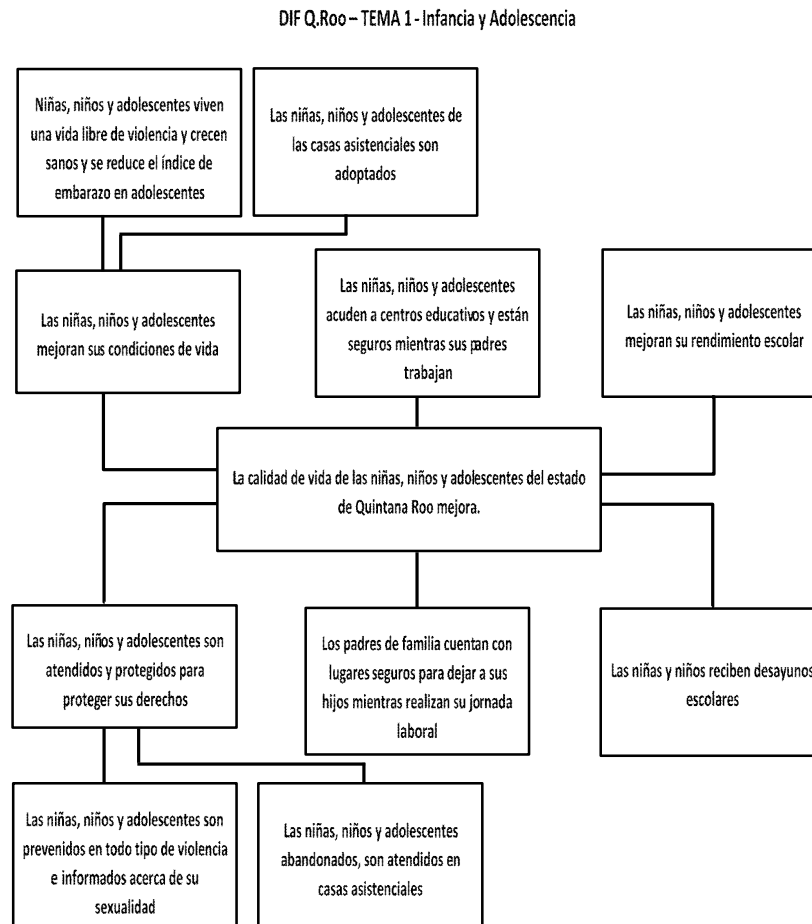 DIF Q.Roo – TEMA 1 - Infancia y Adolescencia
Niñas, niños y adolescentes viven
una vida libre de violencia y crecen
sanos y se reduce el índice de
embarazo en adolescentes
Las niñas, niños y adolescentes de
las casas asistenciales son
adoptados
Las niñas, niños y adolescentes
mejoran sus condiciones de vida
Las niñas, niños y adolescentes
acuden a centros educativos y están
seguros mientras sus padres
trabajan
Las niñas, niños y adolescentes
mejoran su rendimiento escolar
La calidad de vida de las niñas, niños y adolescentes del estado
de Quintana Roo mejora.
Las niñas, niños y adolescentes son
atendidos y protegidos para
proteger sus derechos
Los padres de familia cuentan con
lugares seguros para dejar a sus
hijos mientras realizan su jornada
laboral
Las niñas y niños reciben desayunos
escolares
Las niñas, niños y adolescentes son
prevenidos en todo tipo de violencia
e informados acerca de su
sexualidad
Las niñas, niños y adolescentes
abandonados, son atendidos en
casas asistenciales